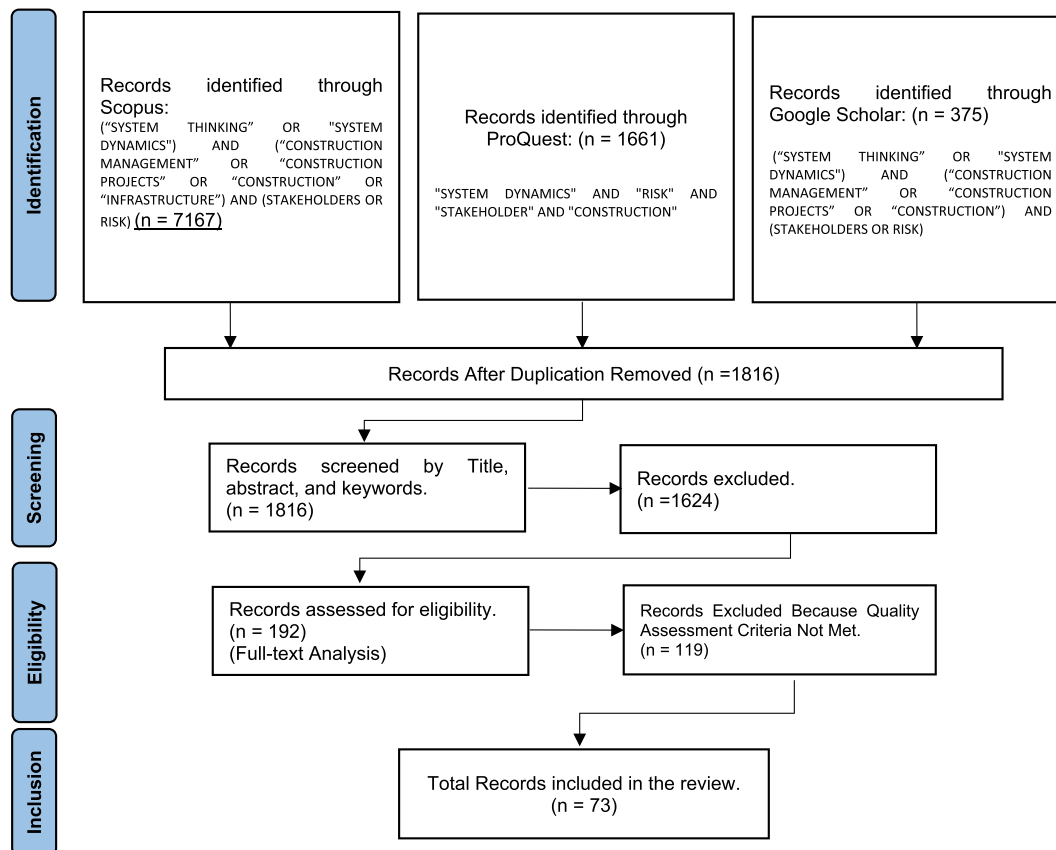 Identification
Records identified through
Scopus:
(“SYSTEM THINKING” OR "SYSTEM
DYNAMICS") AND (“CONSTRUCTION
MANAGEMENT” OR “CONSTRUCTION
PROJECTS” OR “CONSTRUCTION” OR
“INFRASTRUCTURE”) AND (STAKEHOLDERS OR
RISK) (n = 7167)
Records identified through
ProQuest: (n = 1661)
"SYSTEM DYNAMICS" AND "RISK" AND
"STAKEHOLDER" AND "CONSTRUCTION"
Records identified through
Google Scholar: (n = 375)
(“SYSTEM THINKING” OR "SYSTEM
DYNAMICS") AND (“CONSTRUCTION
MANAGEMENT” OR “CONSTRUCTION
PROJECTS” OR “CONSTRUCTION”) AND
(STAKEHOLDERS OR RISK)
Records After Duplication Removed (n =1816)
Screening
Records screened by Title,
abstract, and keywords.
(n = 1816)
Records excluded.
(n =1624)
Eligibility
Records assessed for eligibility.
(n = 192)
(Full-text Analysis)
Records Excluded Because Quality
Assessment Criteria Not Met.
(n = 119)
Inclusion
Total Records included in the review.
(n = 73)